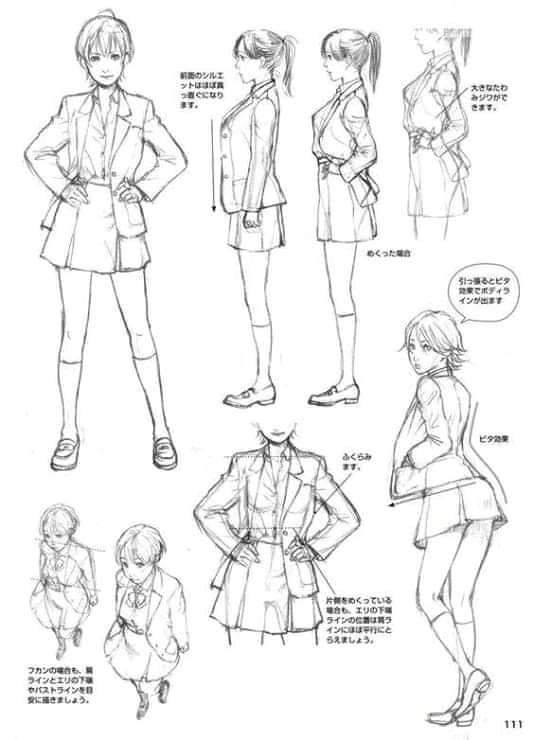 前面のシルエ
ットはほぼ真
っ直ぐになり
ます。
大きなたわ
みジワがで
きます。
めくった場合
引っ張るとピタ
効果でボディラ
インが出ます
ピタ効果
ふくらみ
ます。
片側をめくっている
場合も、エリの下端
ラインの位置は肩ラ
インにほぼ平行にと
らえましょう。
フカンの場合も、肩
ラインとエリの下端
やバストラインを目
安に描きましょう。
111